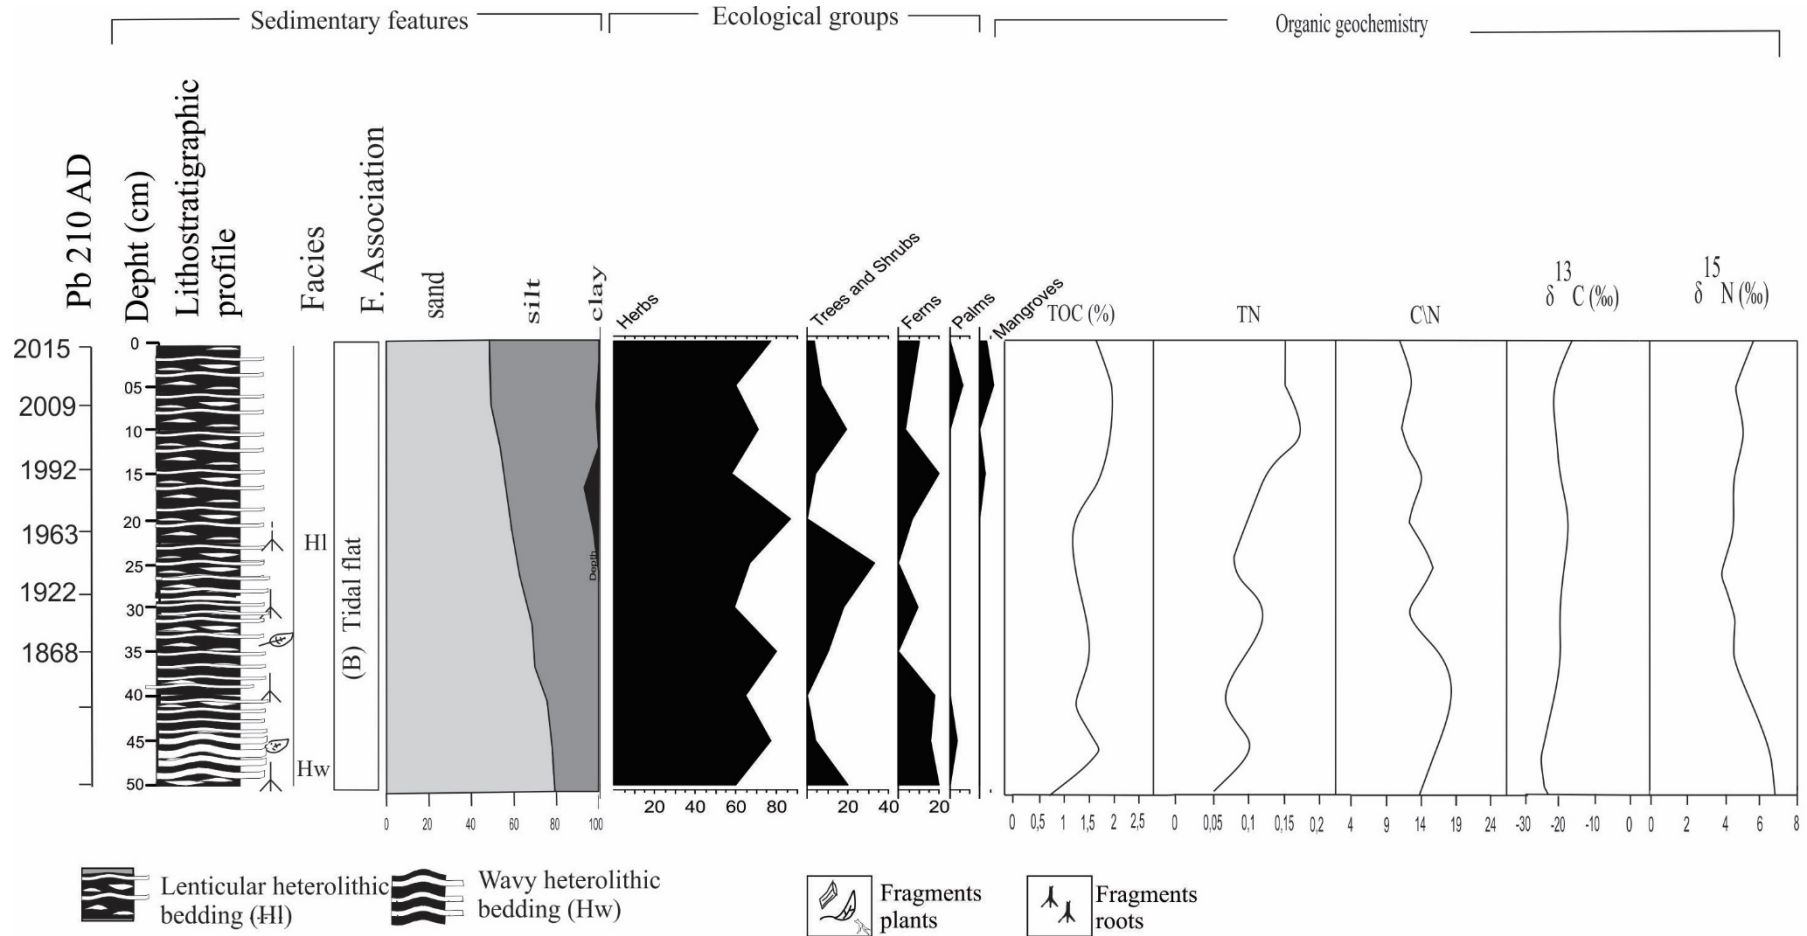 Sedimentary features
Ecological groups
Organic geochemistry
Pb 210 AD
Depht (cm)
Lithostratigraphic
profile
Facies
F. Association
sand
silt
clay
Herbs
Trees and Shrubs
Ferns
Palms
Mangroves
TOC (%)
TN
C\N
δ 13 C (‰)
δ 15 N (‰)
2015
2009
1992
1963
1922
1868
0
05
10
15
20
25
30
35
40
45
50
Hl
Hw
(B) Tidal flat
Depth
0 20 40 60 80 100
20 40 60 80
20 40
20
0 0,5 1 2 2,5
0 0,05 0,1 0,2
4 9 14 19 24
-30 -20 -10 0
0 2 4 6 8
Lenticular heterolithic
bedding (Hl)
Wavy heterolithic
bedding (Hw)
Fragments
plants
Fragments
roots